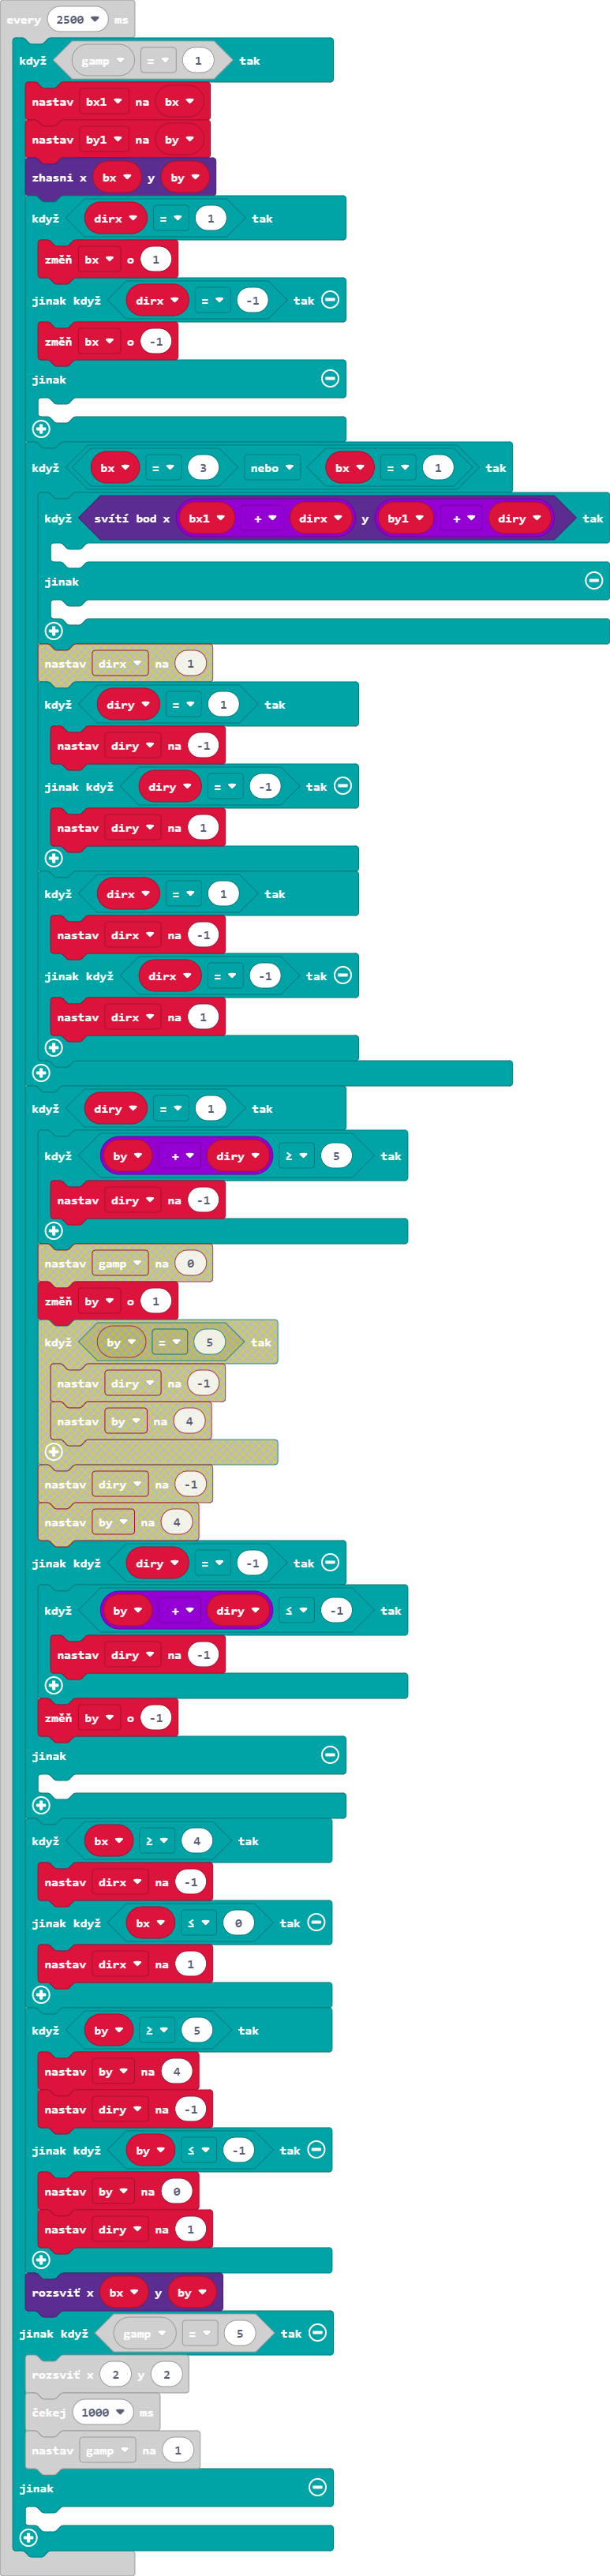 every 2500 ms
když gamp = 1 tak
nastav bx1 na bx
nastav by1 na by
zhasni x bx y by
když dirx = 1 tak
změň bx o 1
jinak když dirx = -1 tak
změň bx o -1
jinak
když bx = 3 nebo bx = 1 tak
když svítí bod x bx1 + dirx y by1 + diry tak
jinak
nastav dirx na 1
když diry = 1 tak
nastav diry na -1
jinak když diry = -1 tak
nastav diry na 1
když dirx = 1 tak
nastav dirx na -1
jinak když dirx = -1 tak
nastav dirx na 1
když diry = 1 tak
když by + diry ≥ 5 tak
nastav diry na -1
nastav gamp na 0
změň by o 1
když by = 5 tak
nastav diry na -1
nastav by na 4
nastav diry na -1
nastav by na 4
jinak když diry = -1 tak
když by + diry ≤ -1 tak
nastav diry na -1
změň by o -1
jinak
když bx ≥ 4 tak
nastav dirx na -1
jinak když bx ≤ 0 tak
nastav dirx na 1
když by ≥ 5 tak
nastav by na 4
nastav diry na -1
jinak když by ≤ -1 tak
nastav by na 0
nastav diry na 1
rozsviť x bx y by
jinak když gamp = 5 tak
rozsviť x 2 y 2
čekej 1000 ms
nastav gamp na 1
jinak